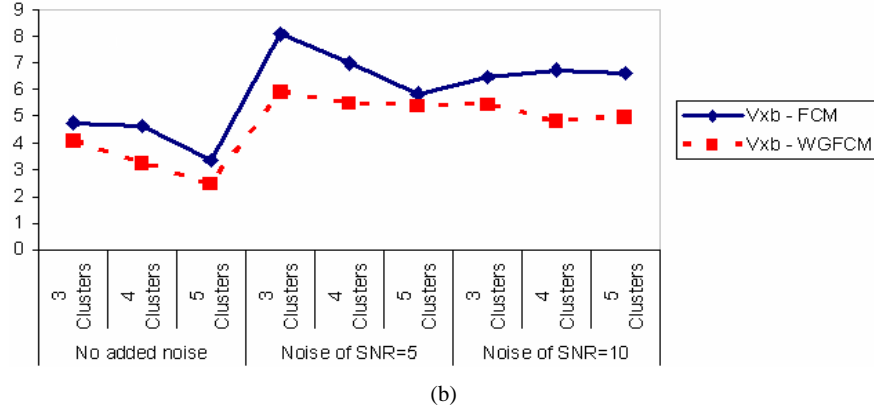 9
8
7
6
5
4
3
2
1
0
3 Clusters
4 Clusters
5 Clusters
3 Clusters
4 Clusters
5 Clusters
3 Clusters
4 Clusters
5 Clusters
No added noise
Noise of SNR=5
Noise of SNR=10
Vxb - FCM
Vxb - WGFCM
(b)